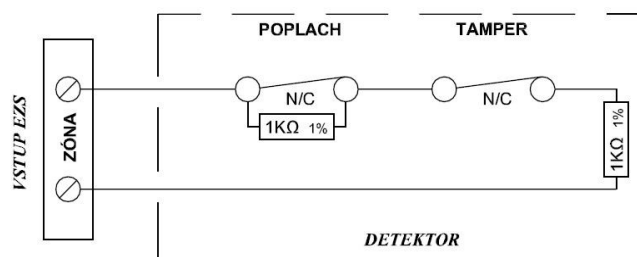 POPLACH
TAMPER
N/C
N/C
1KΩ 1%
1KΩ 1%
VSTUP EZS
ZÓNA
DETEKTOR